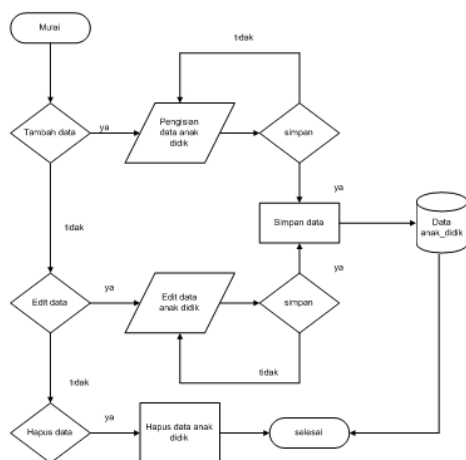 Mulai
tidak
Tambah data
ya
Pengisian
data anak
didik
simpan
ya
Simpan data
Data
anak_didik
tidak
ya
Edit data
ya
Edit data
anak didik
simpan
tidak
tidak
Hapus data
ya
Hapus data anak
didik
selesai